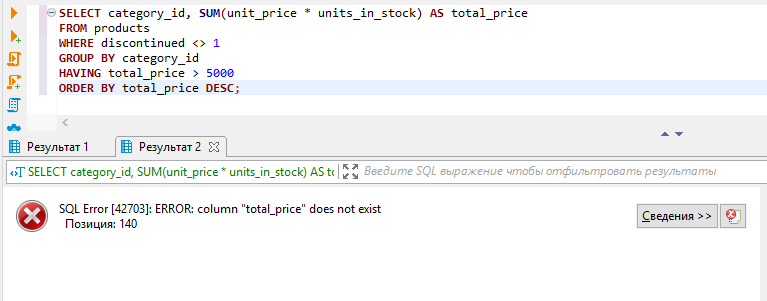 SELECT category_id, SUM(unit_price * units_in_stock) AS total_price
FROM products
WHERE discontinued <> 1
GROUP BY category_id
HAVING total_price > 5000
ORDER BY total_price DESC;
Результат 1
Результат 2
SELECT category_id, SUM(unit_price * units_in_stock) AS to
Введите SQL выражение чтобы отфильтровать результаты
SQL Error [42703]: ERROR: column "total_price" does not exist
Позиция: 140
Сведения >>